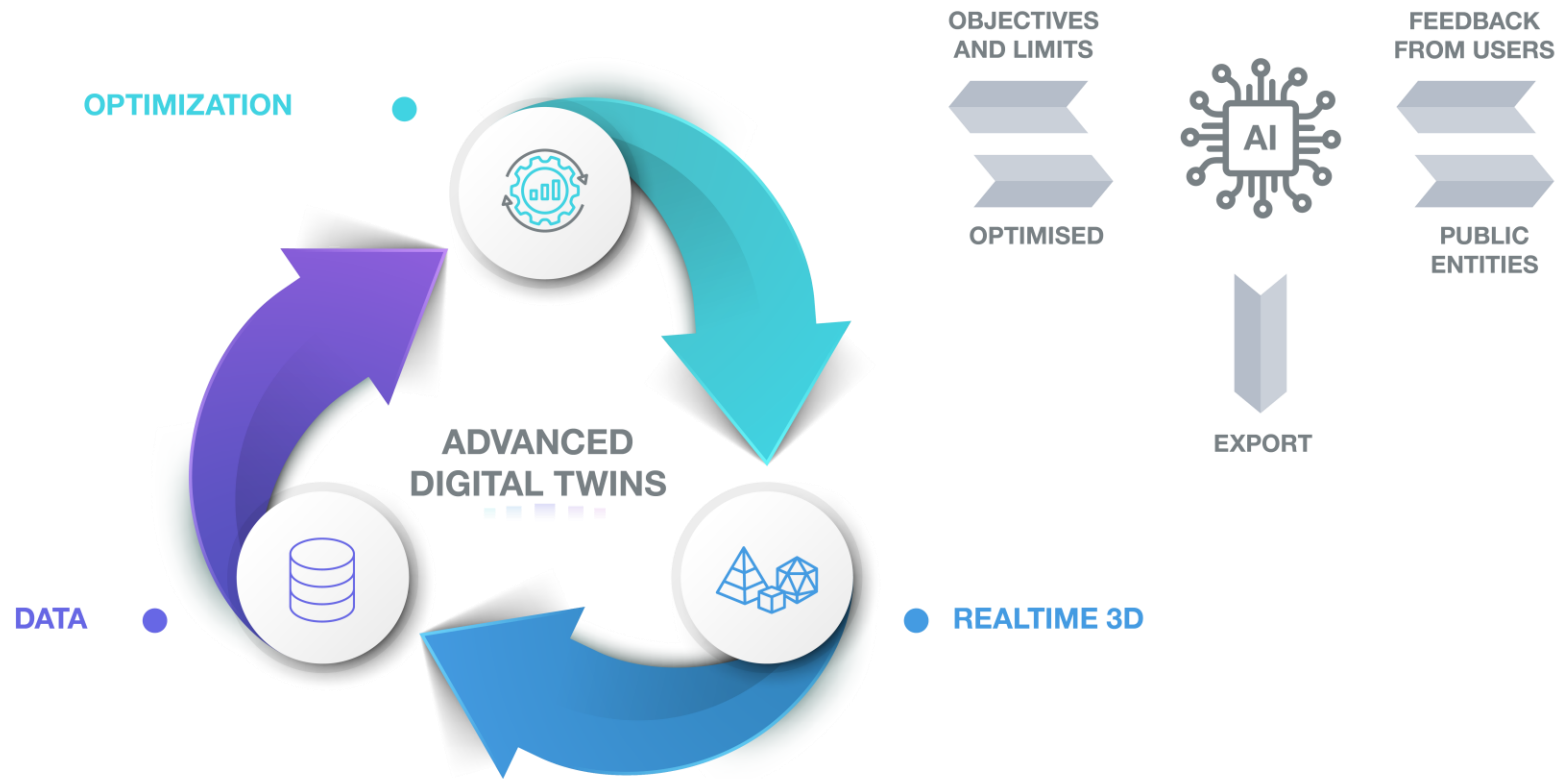 OPTIMIZATION
ADVANCED
DIGITAL TWINS
DATA
REALTIME 3D
OBJECTIVES
AND LIMITS
FEEDBACK
FROM USERS
AI
OPTIMISED
PUBLIC
ENTITIES
EXPORT